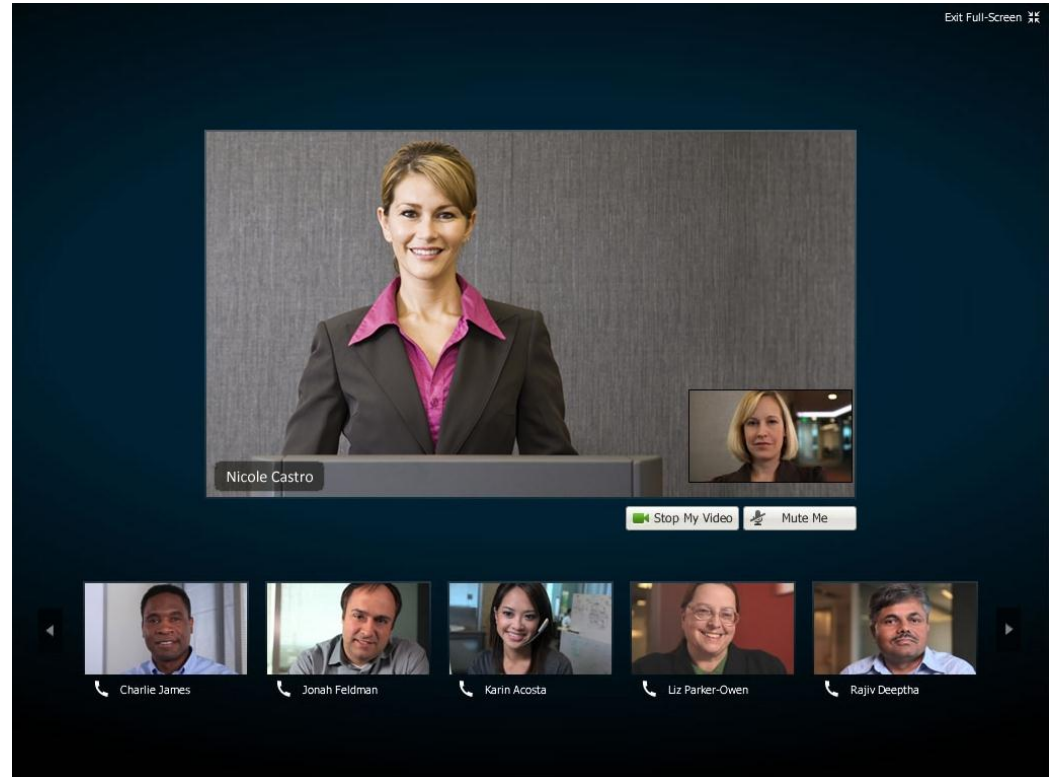 Exit Full-Screen
Nicole Castro
Stop My Video
Mute Me
Charlie James
Jonah Feldman
Karin Acosta
Liz Parker-Owen
Rajiv Deeptha